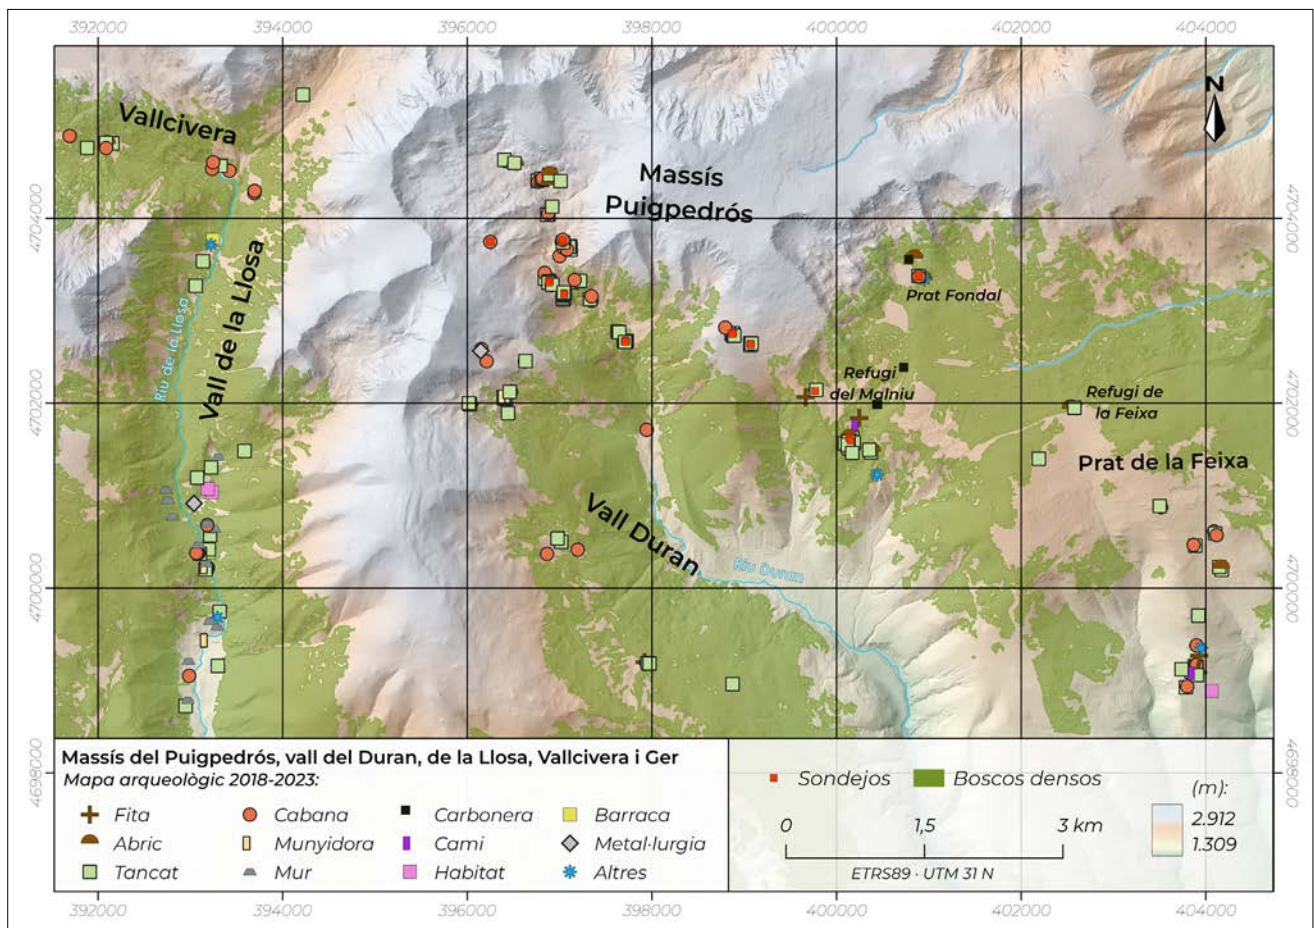 392000 394000 396000 398000 400000 402000 404000
N
Vallcivera
Massís
Puigpedrós
4704000 4704000
Vall de la Llosa
Riu de la Llosa
Prat Fondal
Refugi
del Malniu
Refugi de
la Feixa
4702000 4702000
Prat de la Feixa
Vall Duran
Riu Duran
4700000 4700000
Massís del Puigpedrós, vall del Duran, de la Llosa, Vallcivera i Ger
Mapa arqueològic 2018-2023:
Fita Cabana Carbonera Barraca
Abric Munyidora Camí Metal·lurgia
Tancat Mur Habitat Altres
Sondejos Boscos densos
0 1,5 3 km
ETRS89 · UTM 31 N
(m):
2.912
1.309
4698000 4698000
392000 394000 396000 398000 400000 402000 404000